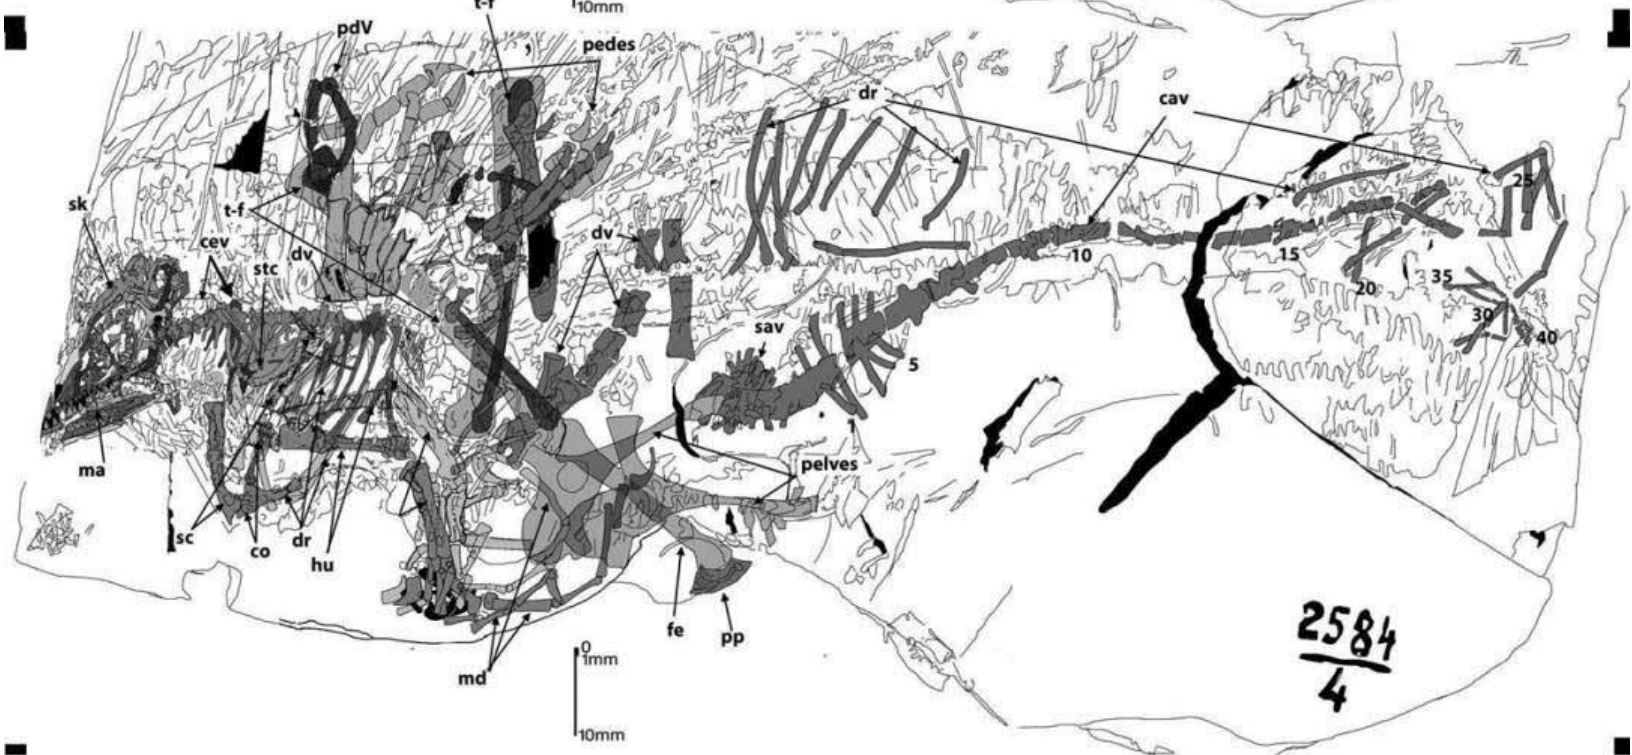 t-f
10mm
pdV
pedes
dr
cav
sk
t-f
cev
stc
dv
dv
25
10
15
20
35
30
40
sav
5
1
ma
pelves
sc
co
dr
hu
fe
pp
md
0
1mm
10mm
2584
4